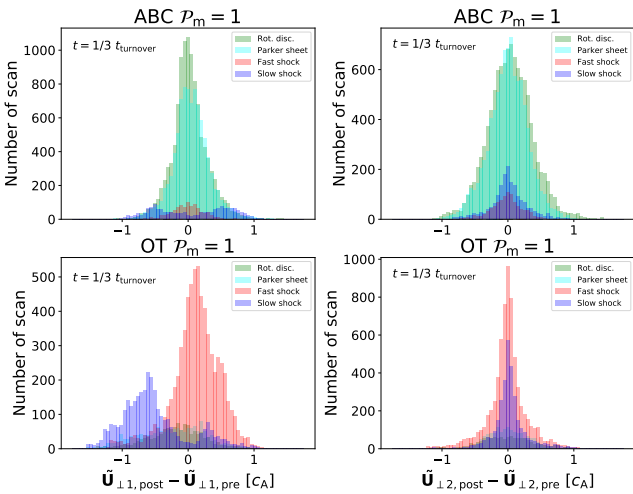 ABC 𝒫m = 1
t = 1/3 tturnover
Rot. disc.
Parker sheet
Fast shock
Slow shock
Number of scan
1000
800
600
400
200
0
−1 0 1
ABC 𝒫m = 1
t = 1/3 tturnover
Rot. disc.
Parker sheet
Fast shock
Slow shock
Number of scan
600
400
200
0
−1 0 1
OT 𝒫m = 1
t = 1/3 tturnover
Rot. disc.
Parker sheet
Fast shock
Slow shock
Number of scan
500
400
300
200
100
0
−1 0 1
Ũ⊥1, post − Ũ⊥1, pre [cA]
OT 𝒫m = 1
t = 1/3 tturnover
Rot. disc.
Parker sheet
Fast shock
Slow shock
Number of scan
1000
800
600
400
200
0
−1 0 1
Ũ⊥2, post − Ũ⊥2, pre [cA]